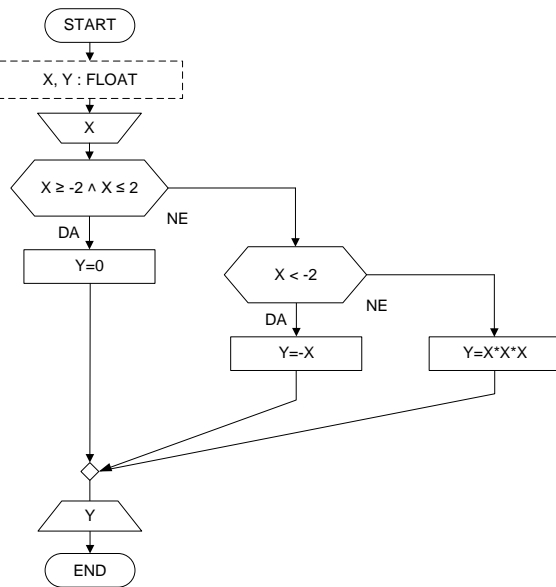 START
X, Y : FLOAT
X
X ≥ -2 ˄ X ≤ 2
DA
NE
Y=0
X < -2
DA
NE
Y=-X
Y=X*X*X
Y
END